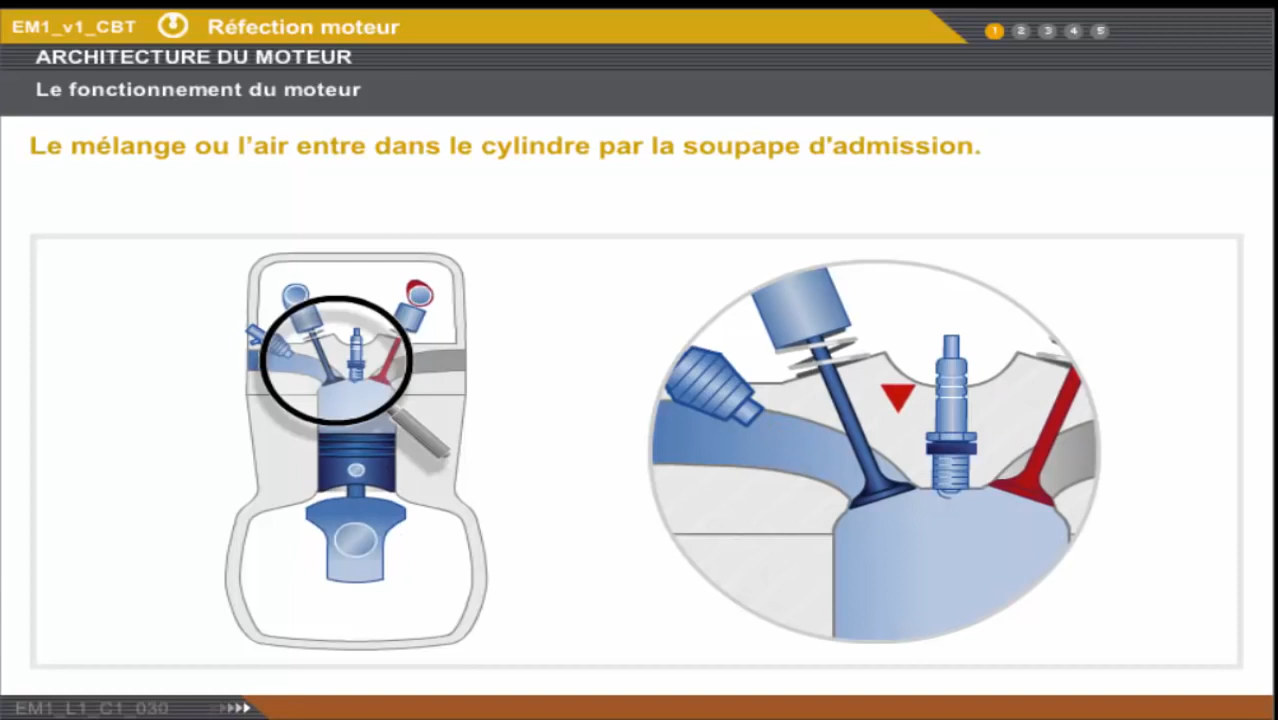 EM1_v1_CBT Réfection moteur
1 2 3 4 5
ARCHITECTURE DU MOTEUR
Le fonctionnement du moteur
Le mélange ou l'air entre dans le cylindre par la soupape d'admission.
EM1_L1_C1_030